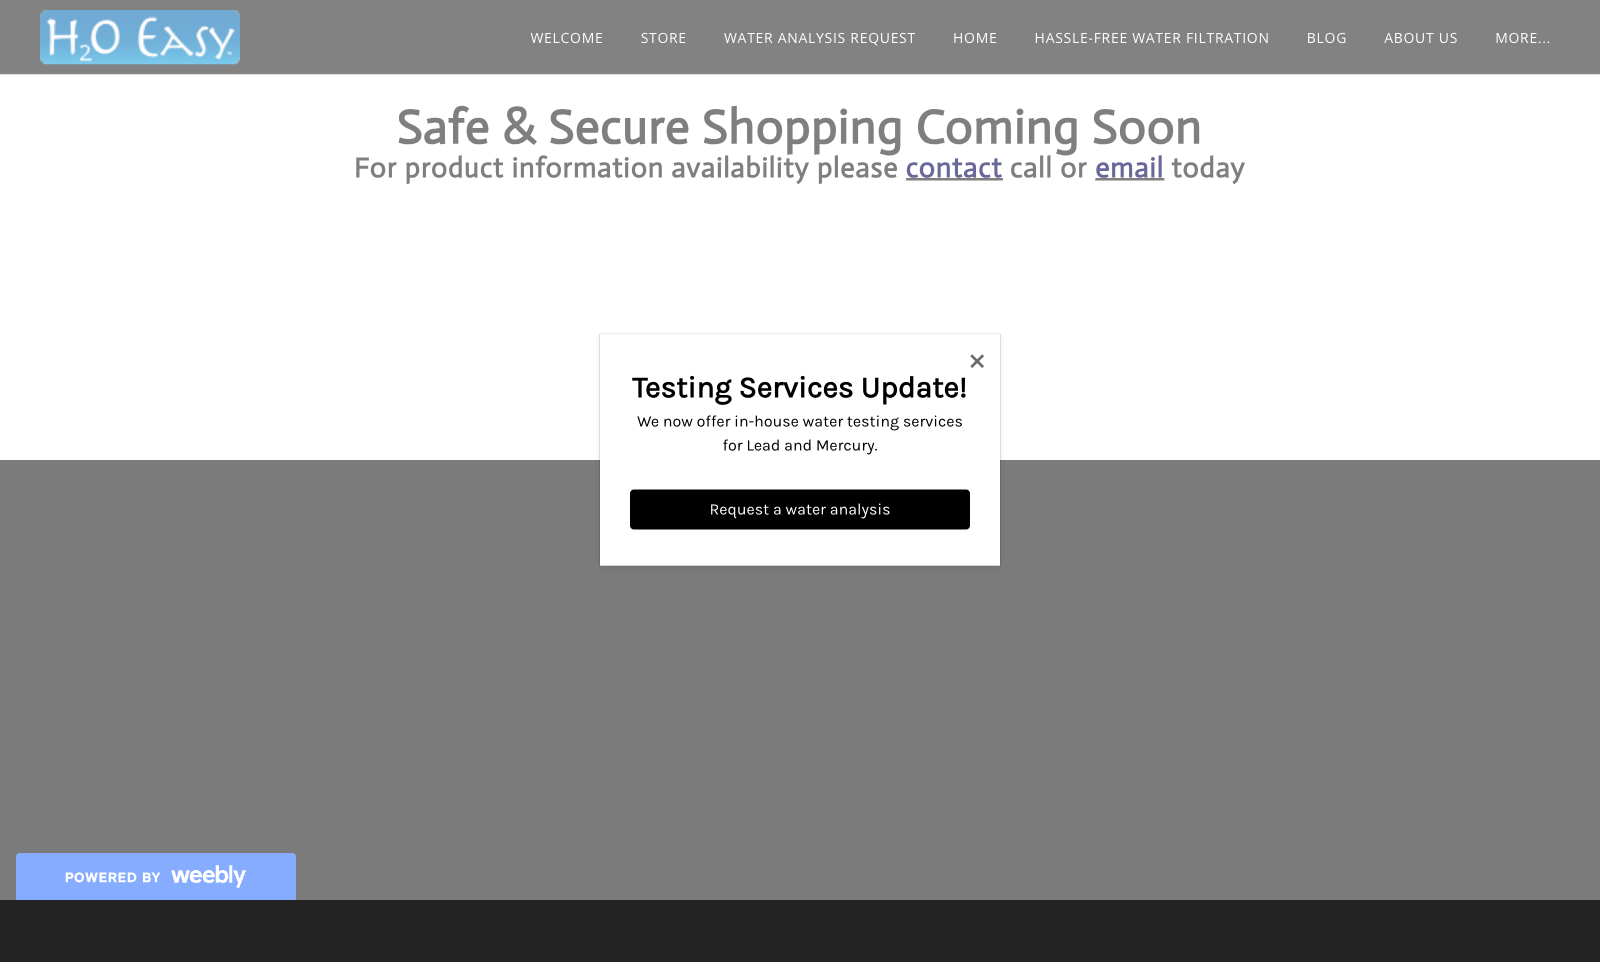 H2O Easy™
WELCOME
STORE
WATER ANALYSIS REQUEST
HOME
HASSLE-FREE WATER FILTRATION
BLOG
ABOUT US
MORE...
Safe & Secure Shopping Coming Soon
For product information availability please contact call or email today
Testing Services Update!
We now offer in-house water testing services
for Lead and Mercury.
Request a water analysis
POWERED BY weebly